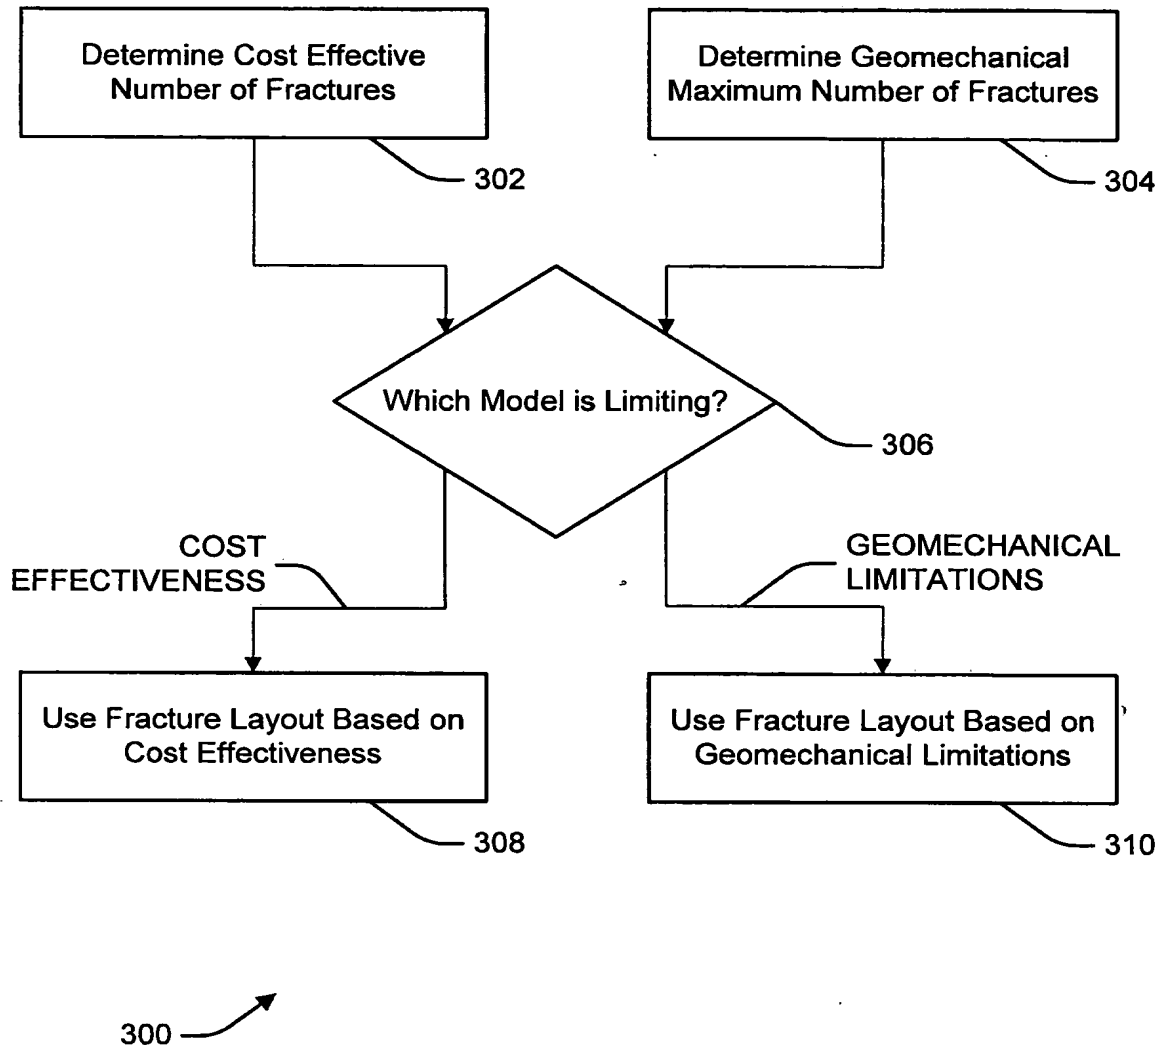 Determine Cost Effective
Number of Fractures
302
Determine Geomechanical
Maximum Number of Fractures
304
Which Model is Limiting?
306
COST
EFFECTIVENESS
GEOMECHANICAL
LIMITATIONS
Use Fracture Layout Based on
Cost Effectiveness
308
Use Fracture Layout Based on
Geomechanical Limitations
310
300